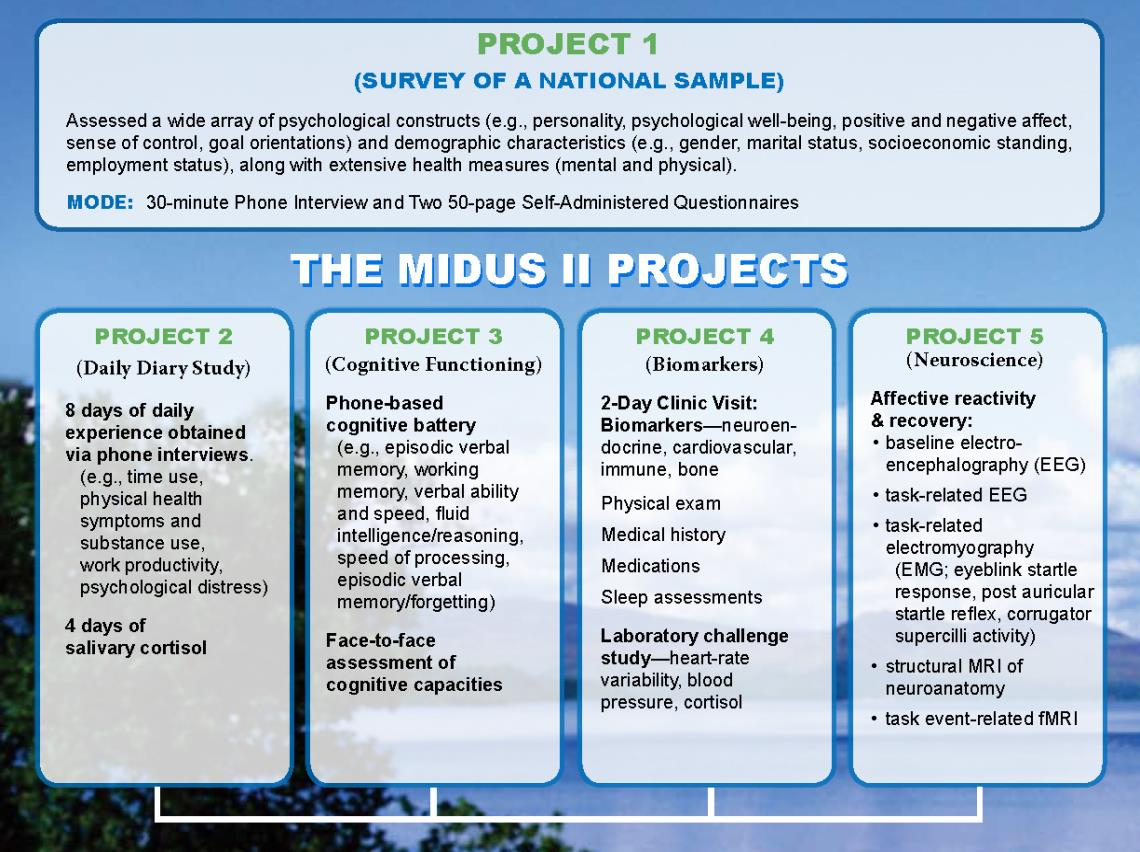 PROJECT 1
(SURVEY OF A NATIONAL SAMPLE)
Assessed a wide array of psychological constructs (e.g., personality, psychological well-being, positive and negative affect,
sense of control, goal orientations) and demographic characteristics (e.g., gender, marital status, socioeconomic standing,
employment status), along with extensive health measures (mental and physical).
MODE: 30-minute Phone Interview and Two 50-page Self-Administered Questionnaires
THE MIDUS II PROJECTS
PROJECT 2
(Daily Diary Study)
8 days of daily
experience obtained
via phone interviews.
(e.g., time use,
physical health
symptoms and
substance use,
work productivity,
psychological distress)
4 days of
salivary cortisol
PROJECT 3
(Cognitive Functioning)
Phone-based
cognitive battery
(e.g., episodic verbal
memory, working
memory, verbal ability
and speed, fluid
intelligence/reasoning,
speed of processing,
episodic verbal
memory/forgetting)
Face-to-face
assessment of
cognitive capacities
PROJECT 4
(Biomarkers)
2-Day Clinic Visit:
Biomarkers—neuroen-
docrine, cardiovascular,
immune, bone
Physical exam
Medical history
Medications
Sleep assessments
Laboratory challenge
study—heart-rate
variability, blood
pressure, cortisol
PROJECT 5
(Neuroscience)
Affective reactivity
& recovery:
• baseline electro-
encephalography (EEG)
• task-related EEG
• task-related
electromyography
(EMG; eyeblink startle
response, post auricular
startle reflex, corrugator
supercilli activity)
• structural MRI of
neuroanatomy
• task event-related fMRI